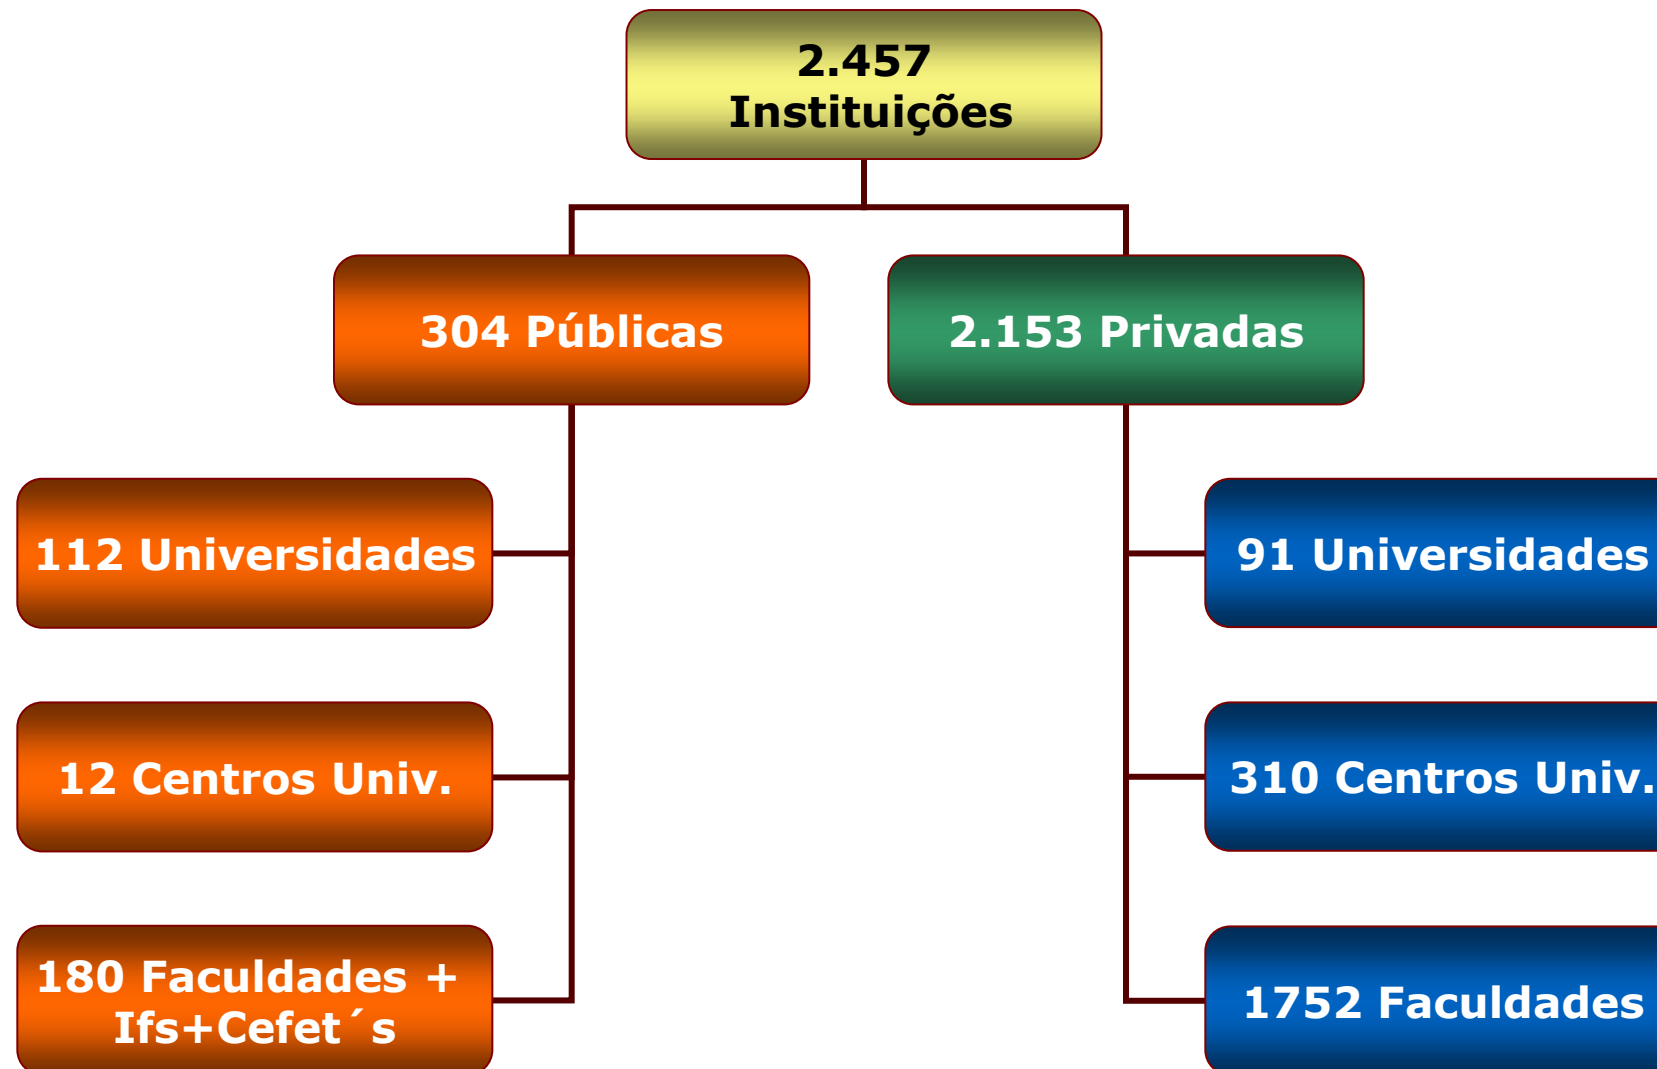 2.457
Instituições
304 Públicas
2.153 Privadas
112 Universidades
91 Universidades
12 Centros Univ.
310 Centros Univ.
180 Faculdades +
Ifs+Cefet´s
1752 Faculdades